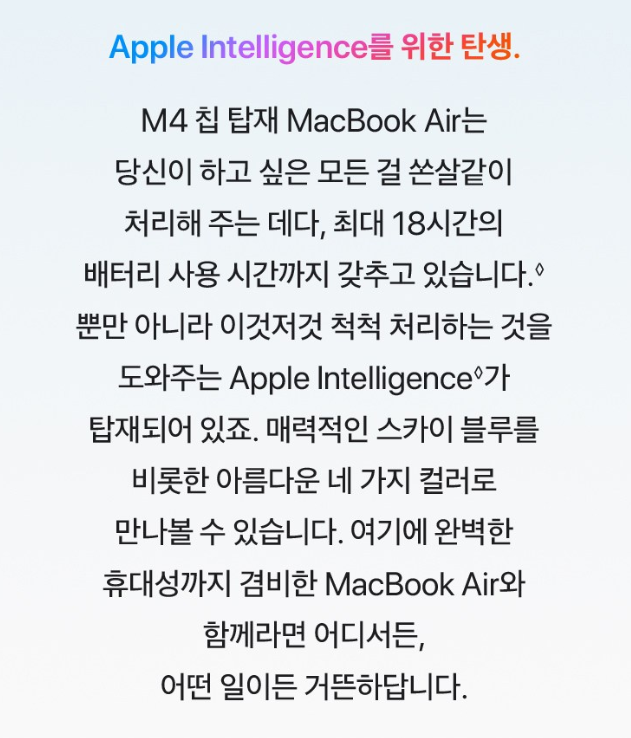 Apple Intelligence를 위한 탄생.
M4 칩 탑재 MacBook Air는
당신이 하고 싶은 모든 걸 쏜살같이
처리해 주는 데다, 최대 18시간의
배터리 사용 시간까지 갖추고 있습니다.◊
뿐만 아니라 이것저것 척척 처리하는 것을
도와주는 Apple Intelligence◊가
탑재되어 있죠. 매력적인 스카이 블루를
비롯한 아름다운 네 가지 컬러로
만나볼 수 있습니다. 여기에 완벽한
휴대성까지 겸비한 MacBook Air와
함께라면 어디서든,
어떤 일이든 거뜬하답니다.